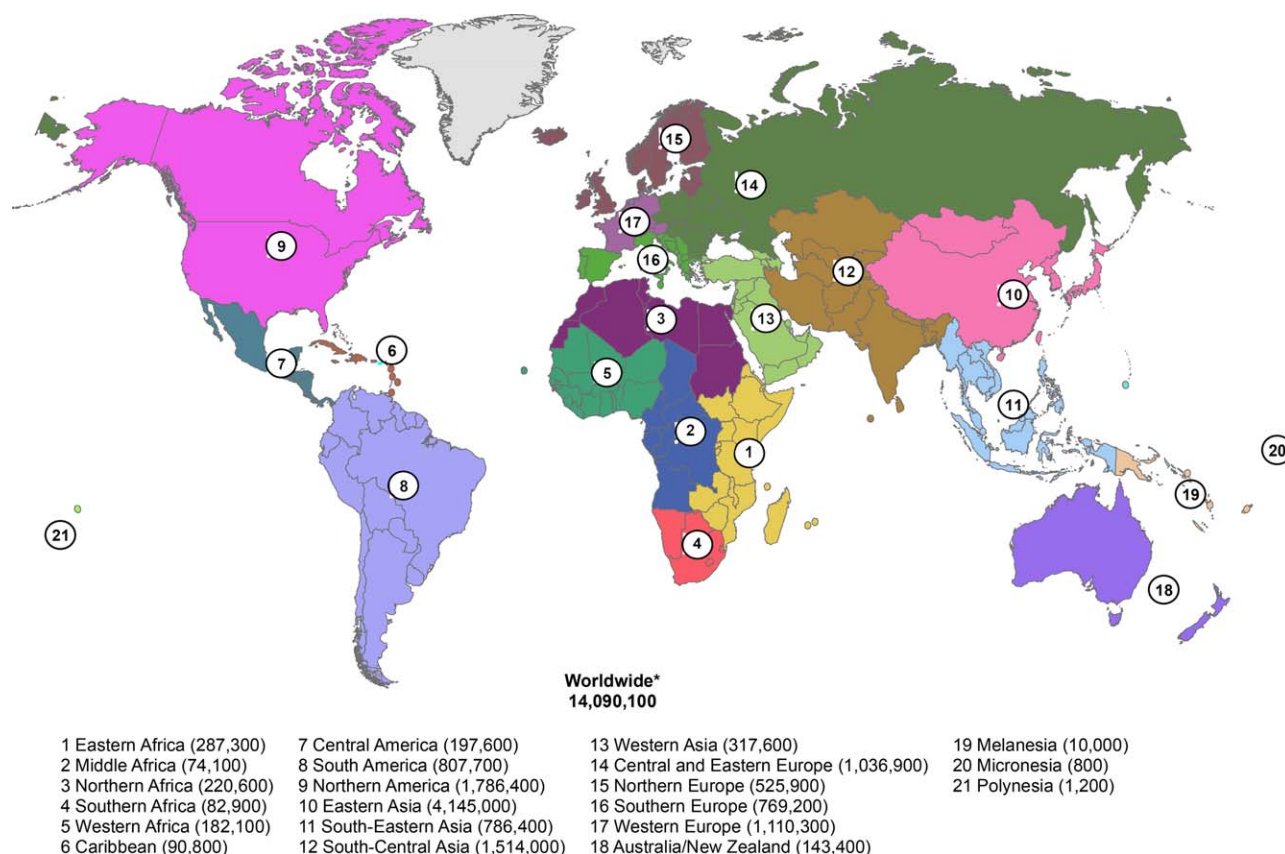 15
14
17
9
16
12
10
3
13
6
7
5
11
2
1
20
8
19
21
4
18
Worldwide*
14,090,100
1 Eastern Africa (287,300)
2 Middle Africa (74,100)
3 Northern Africa (220,600)
4 Southern Africa (82,900)
5 Western Africa (182,100)
6 Caribbean (90,800)
7 Central America (197,600)
8 South America (807,700)
9 Northern America (1,786,400)
10 Eastern Asia (4,145,000)
11 South-Eastern Asia (786,400)
12 South-Central Asia (1,514,000)
13 Western Asia (317,600)
14 Central and Eastern Europe (1,036,900)
15 Northern Europe (525,900)
16 Southern Europe (769,200)
17 Western Europe (1,110,300)
18 Australia/New Zealand (143,400)
19 Melanesia (10,000)
20 Micronesia (800)
21 Polynesia (1,200)